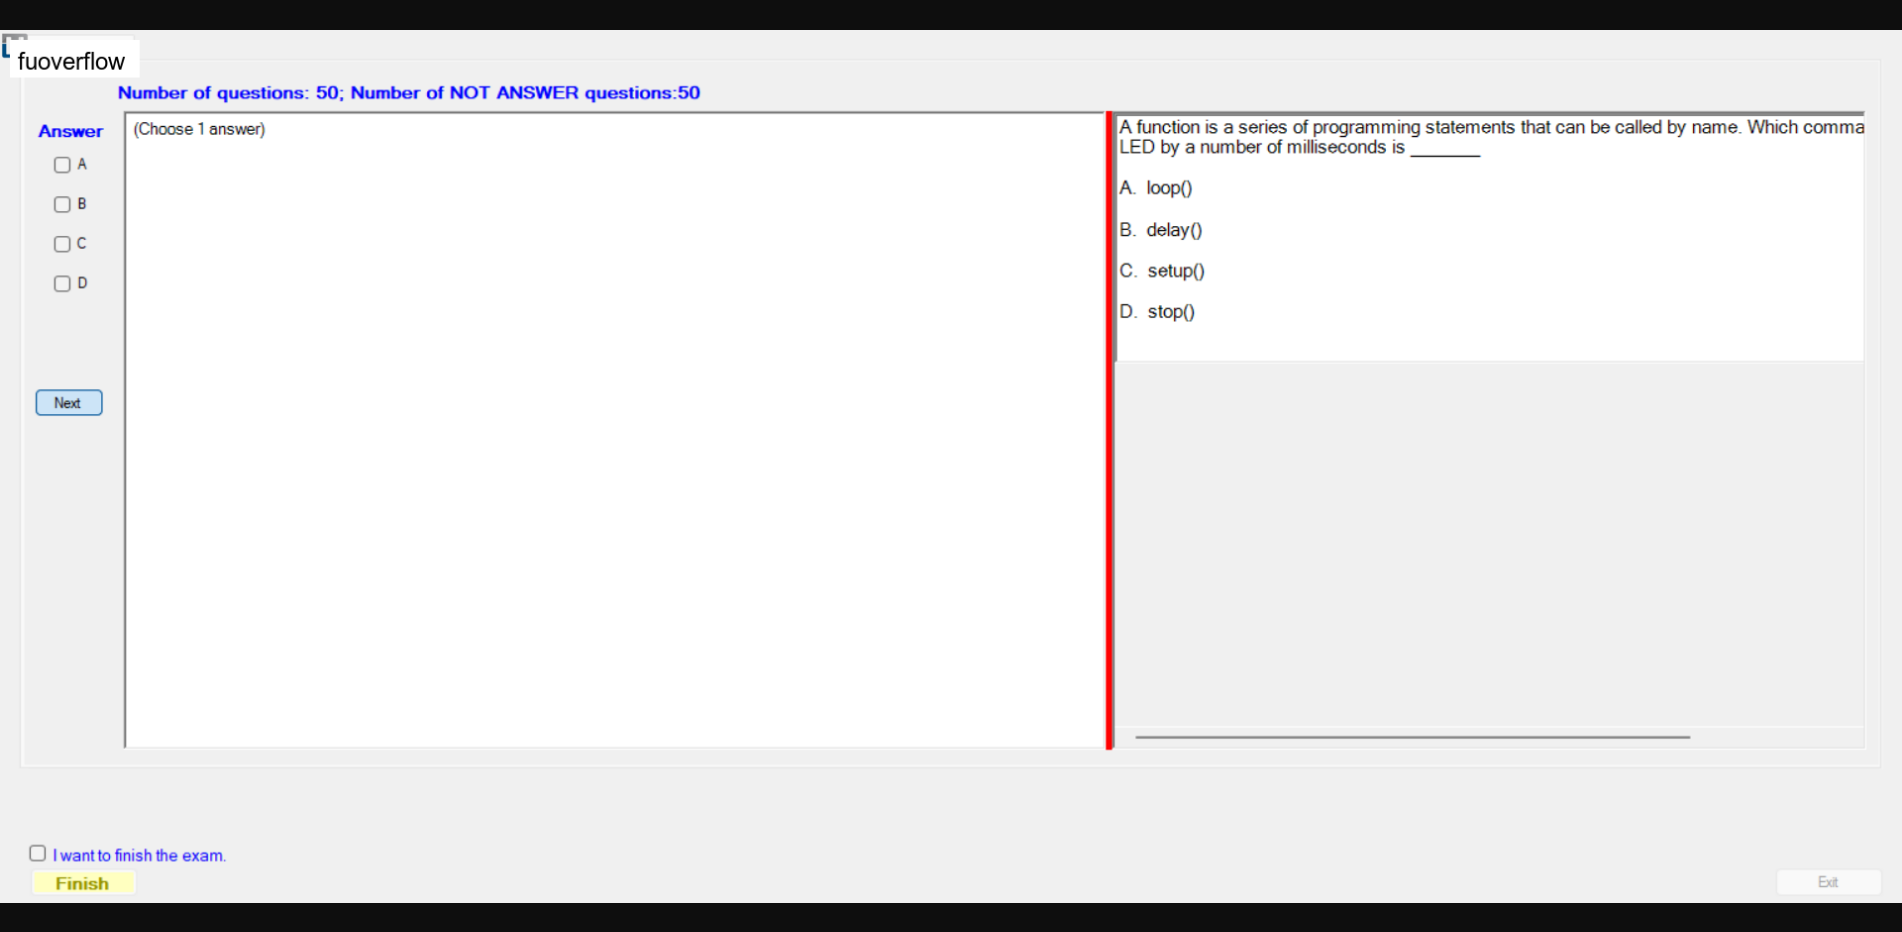 fuoverflow
Number of questions: 50; Number of NOT ANSWER questions:50
Answer
A
B
C
D
Next
(Choose 1 answer)
A function is a series of programming statements that can be called by name. Which comma
LED by a number of milliseconds is _______
A. loop()
B. delay()
C. setup()
D. stop()
I want to finish the exam.
Finish
Exit